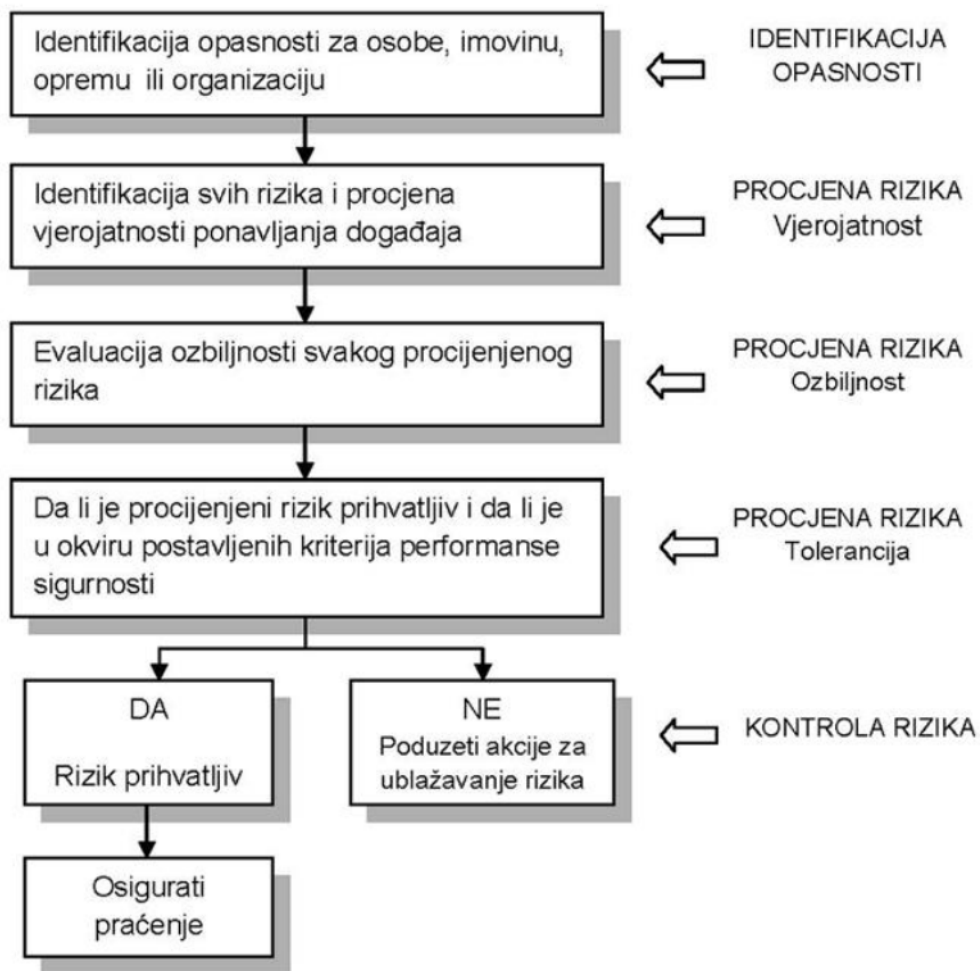 Identifikacija opasnosti za osobe, imovinu,
opremu ili organizaciju
IDENTIFIKACIJA
OPASNOSTI
Identifikacija svih rizika i procjena
vjerojatnosti ponavljanja događaja
PROCJENA RIZIKA
Vjerojatnost
Evaluacija ozbiljnosti svakog procijenjenog
rizika
PROCJENA RIZIKA
Ozbiljnost
Da li je procijenjeni rizik prihvatljiv i da li je
u okviru postavljenih kriterija performanse
sigurnosti
PROCJENA RIZIKA
Tolerancija
DA
Rizik prihvatljiv
NE
Poduzeti akcije za
ublažavanje rizika
KONTROLA RIZIKA
Osigurati
praćenje